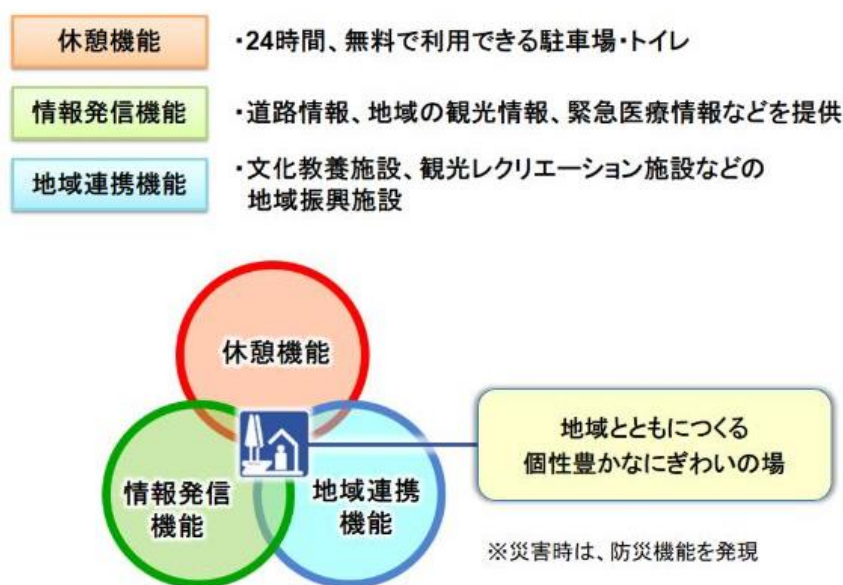 休憩機能
・24時間、無料で利用できる駐車場・トイレ
情報発信機能
・道路情報、地域の観光情報、緊急医療情報などを提供
地域連携機能
・文化教養施設、観光レクリエーション施設などの
地域振興施設
休憩機能
情報発信
機能
地域連携
機能
地域とともにつくる
個性豊かなにぎわいの場
※災害時は、防災機能を発現